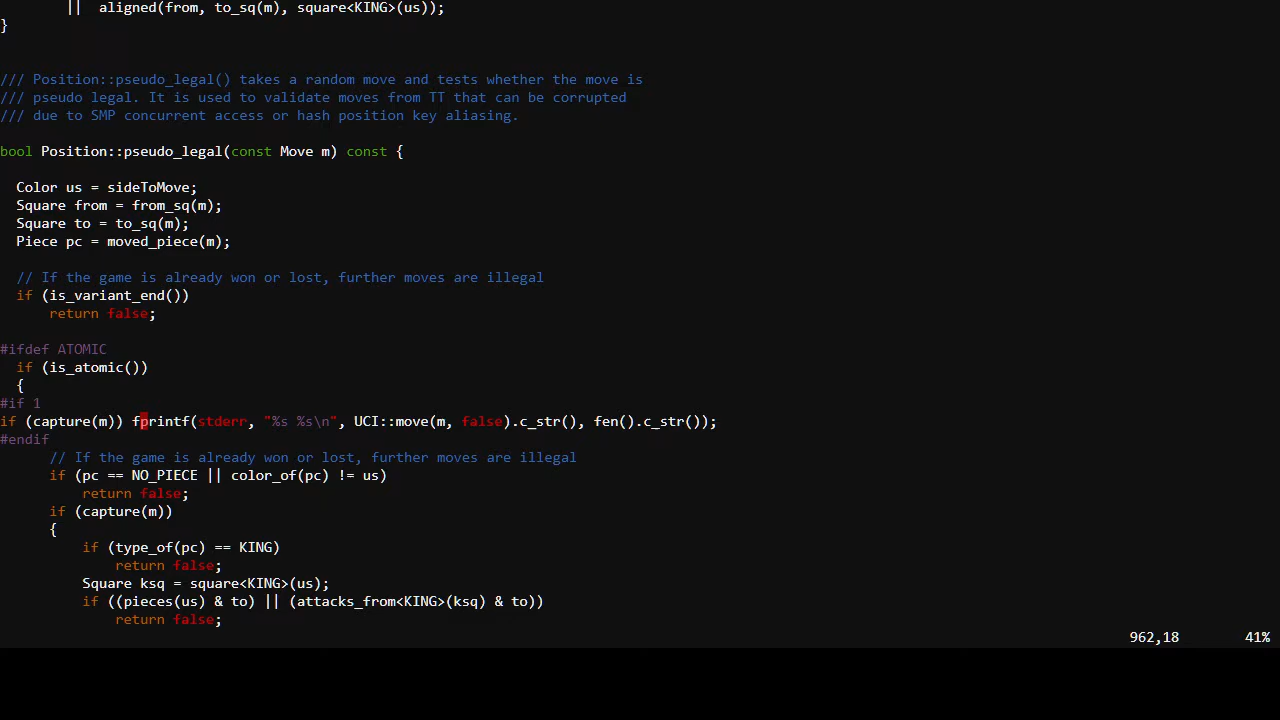 ||  aligned(from, to_sq(m), square<KING>(us));
}
/// Position::pseudo_legal() takes a random move and tests whether the move is
/// pseudo legal. It is used to validate moves from TT that can be corrupted
/// due to SMP concurrent access or hash position key aliasing.
bool Position::pseudo_legal(const Move m) const {
Color us = sideToMove;
Square from = from_sq(m);
Square to = to_sq(m);
Piece pc = moved_piece(m);
// If the game is already won or lost, further moves are illegal
if (is_variant_end())
return false;
#ifdef ATOMIC
if (is_atomic())
{
#if 1
if (capture(m)) fprintf(stderr, "%s %s\n", UCI::move(m, false).c_str(), fen().c_str());
#endif
// If the game is already won or lost, further moves are illegal
if (pc == NO_PIECE || color_of(pc) != us)
return false;
if (capture(m))
{
if (type_of(pc) == KING)
return false;
Square ksq = square<KING>(us);
if ((pieces(us) & to) || (attacks_from<KING>(ksq) & to))
return false;
962,18 41%